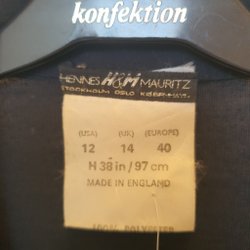 konfektion
HENNES H&M MAURITZ
STOCKHOLM OSLO KØBENHAVN
(USA) (UK) (EUROPE)
12 14 40
H 38 in/97 cm
MADE IN ENGLAND
100% POLYESTER